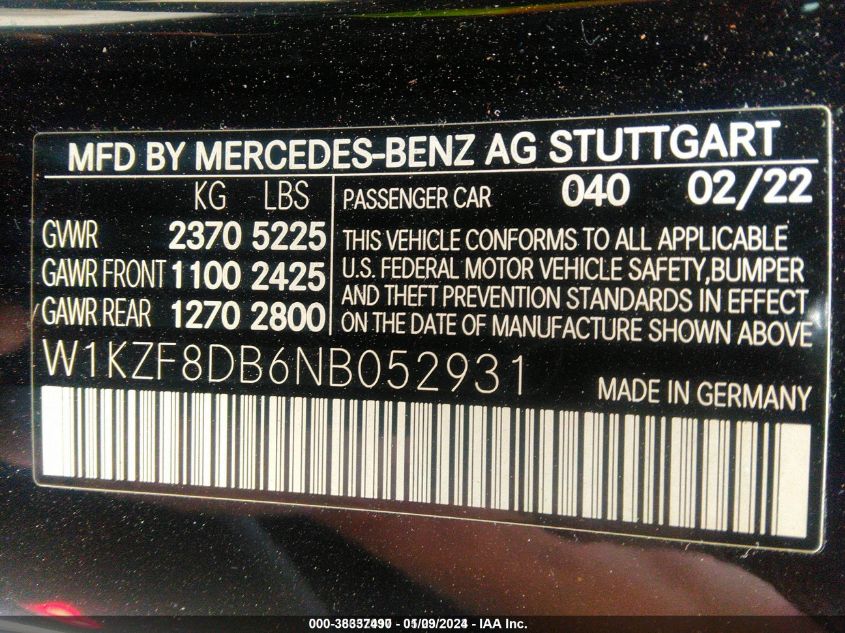 MFD BY MERCEDES-BENZ AG STUTTGART
KG LBS
GVWR 2370 5225
GAWR FRONT 1100 2425
GAWR REAR 1270 2800
PASSENGER CAR 040 02/22
THIS VEHICLE CONFORMS TO ALL APPLICABLE
U.S. FEDERAL MOTOR VEHICLE SAFETY,BUMPER
AND THEFT PREVENTION STANDARDS IN EFFECT
ON THE DATE OF MANUFACTURE SHOWN ABOVE
W1KZF8DB6NB052931
MADE IN GERMANY
- IAA Inc.